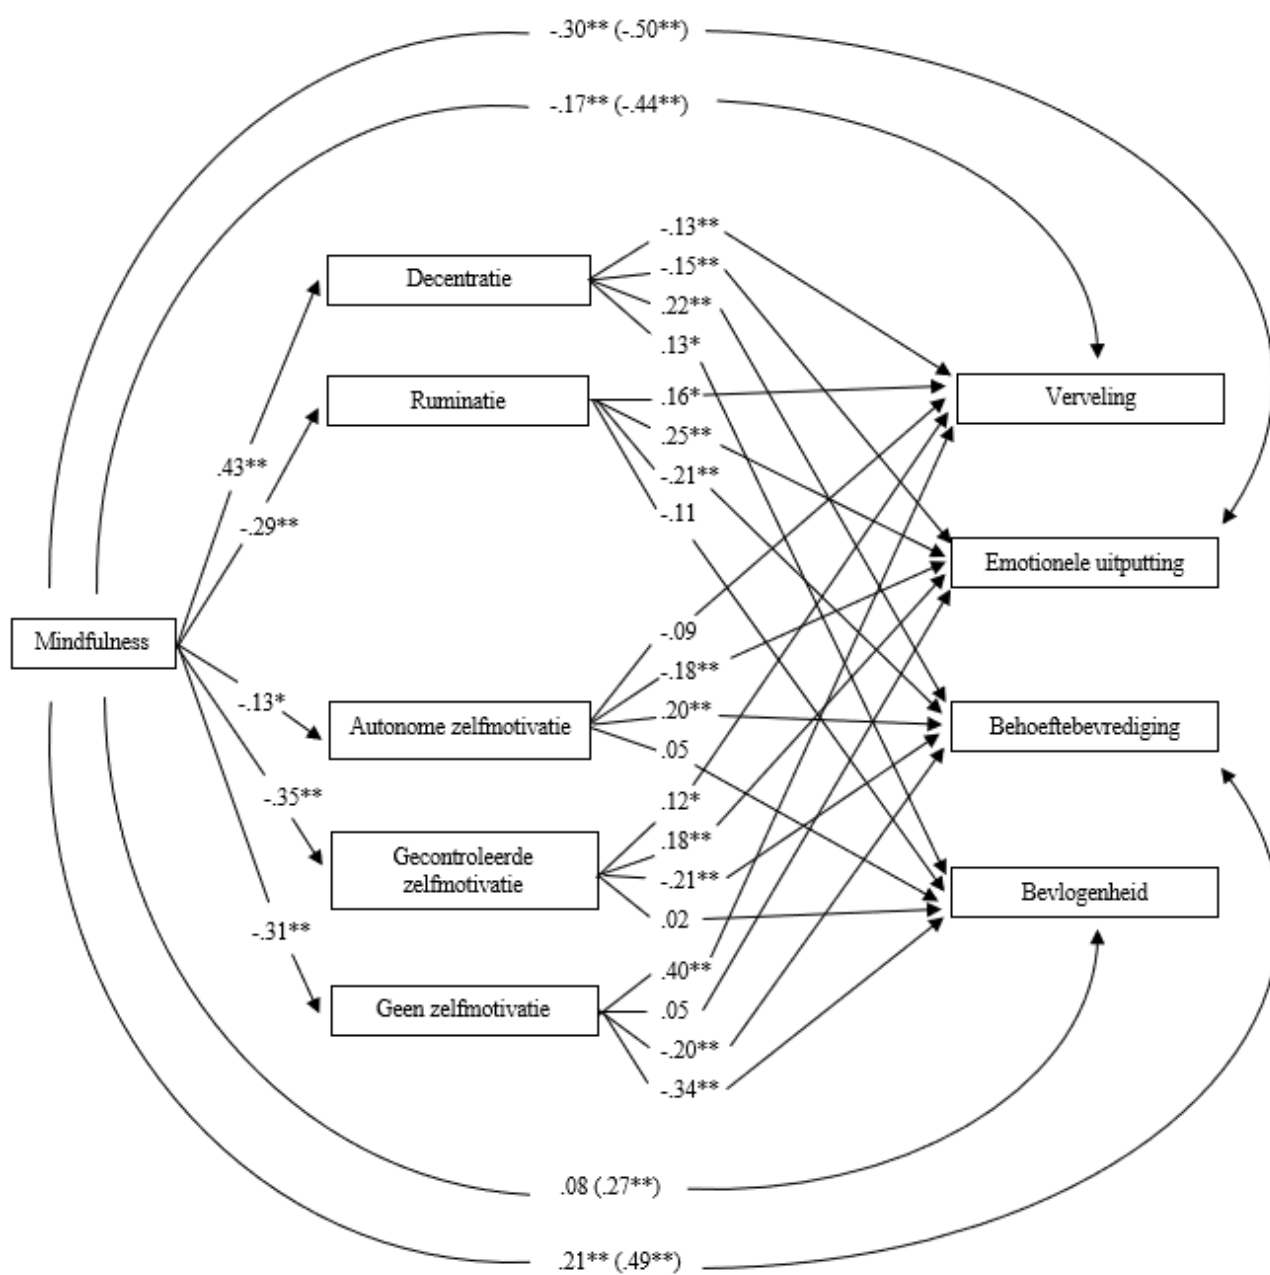 -.30** (-.50**)
-.17** (-.44**)
-.13**
Decentratie
-.15**
.22**
.13*
Ruminatie
.16*
Verveling
.25**
.43**
-.21**
-.29**
-.11
Emotionele uitputting
Mindfulness
-.09
-.18**
-.13*
Autonome zelfmotivatie
.20**
Behoeftebevrediging
.05
-.35**
.12*
Gecontroleerde
zelfmotivatie
.18**
-.21**
Bevlogenheid
.02
-.31**
.40**
Geen zelfmotivatie
.05
-.20**
-.34**
.08 (.27**)
.21** (.49**)